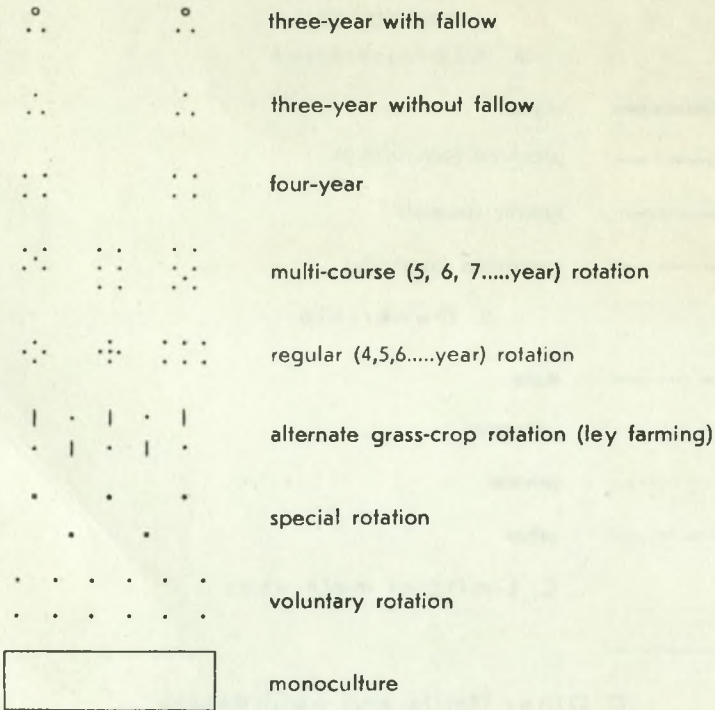 three-year with fallow
three-year without fallow
four-year
multi-course (5, 6, 7.....year) rotation
regular (4,5,6.....year) rotation
alternate grass-crop rotation (ley farming)
special rotation
voluntary rotation
monoculture